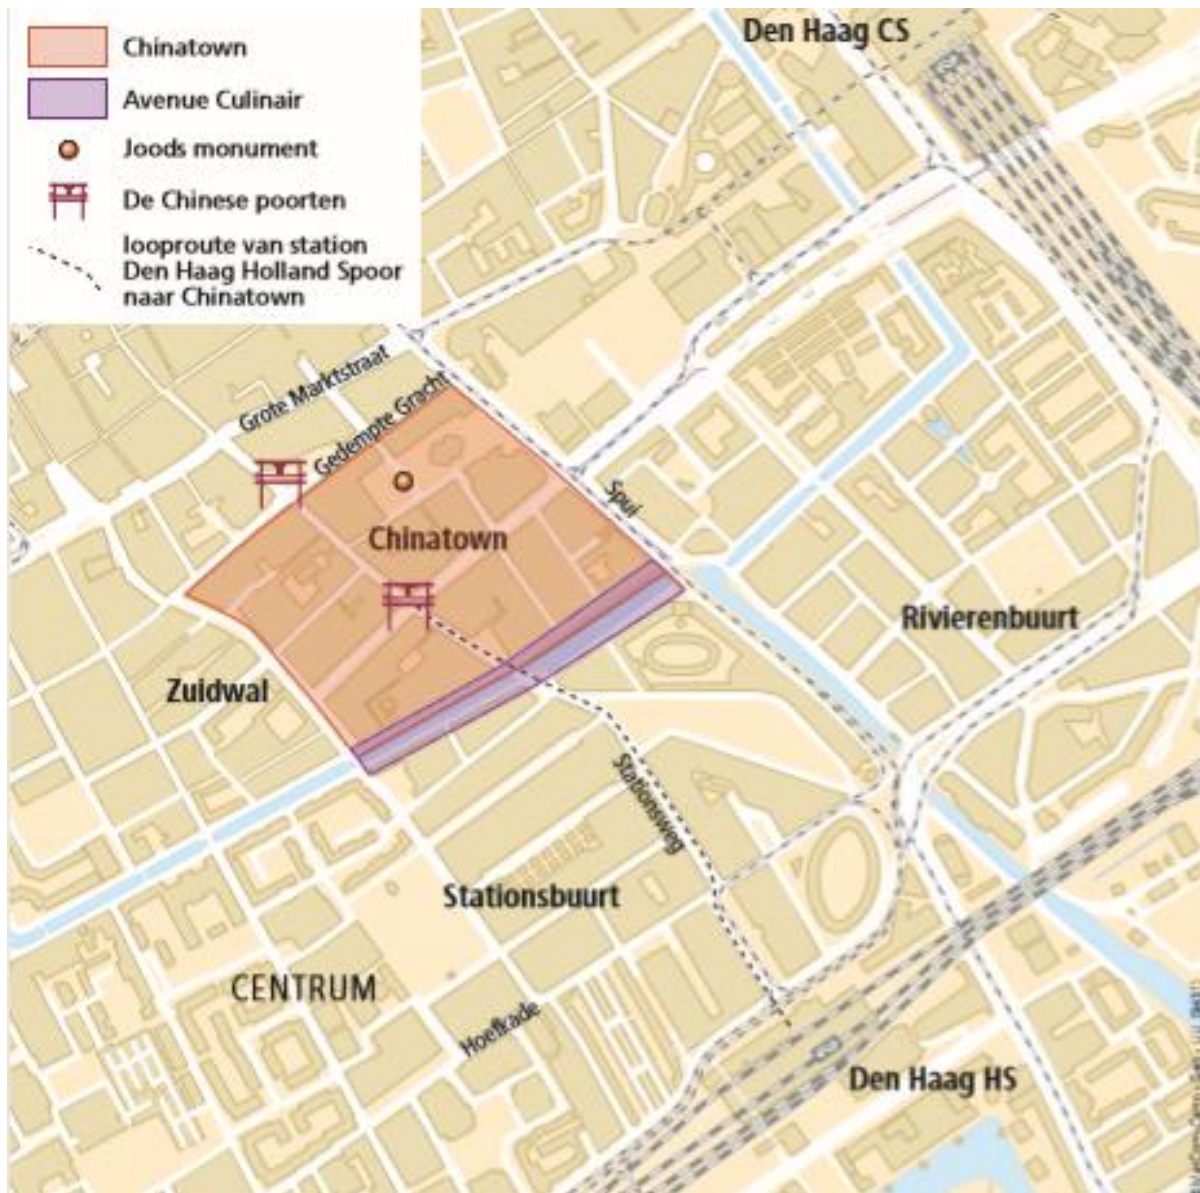 Chinatown
Avenue Culinair
Joods monument
De Chinese poorten
looproute van station
Den Haag Holland Spoor
naar Chinatown
Den Haag CS
Grote Marktstraat
Gedempte Gracht
Spui
Chinatown
Rivierenbuurt
Zuidwal
Stationsweg
Stationsbuurt
CENTRUM
Hoefkade
Den Haag HS